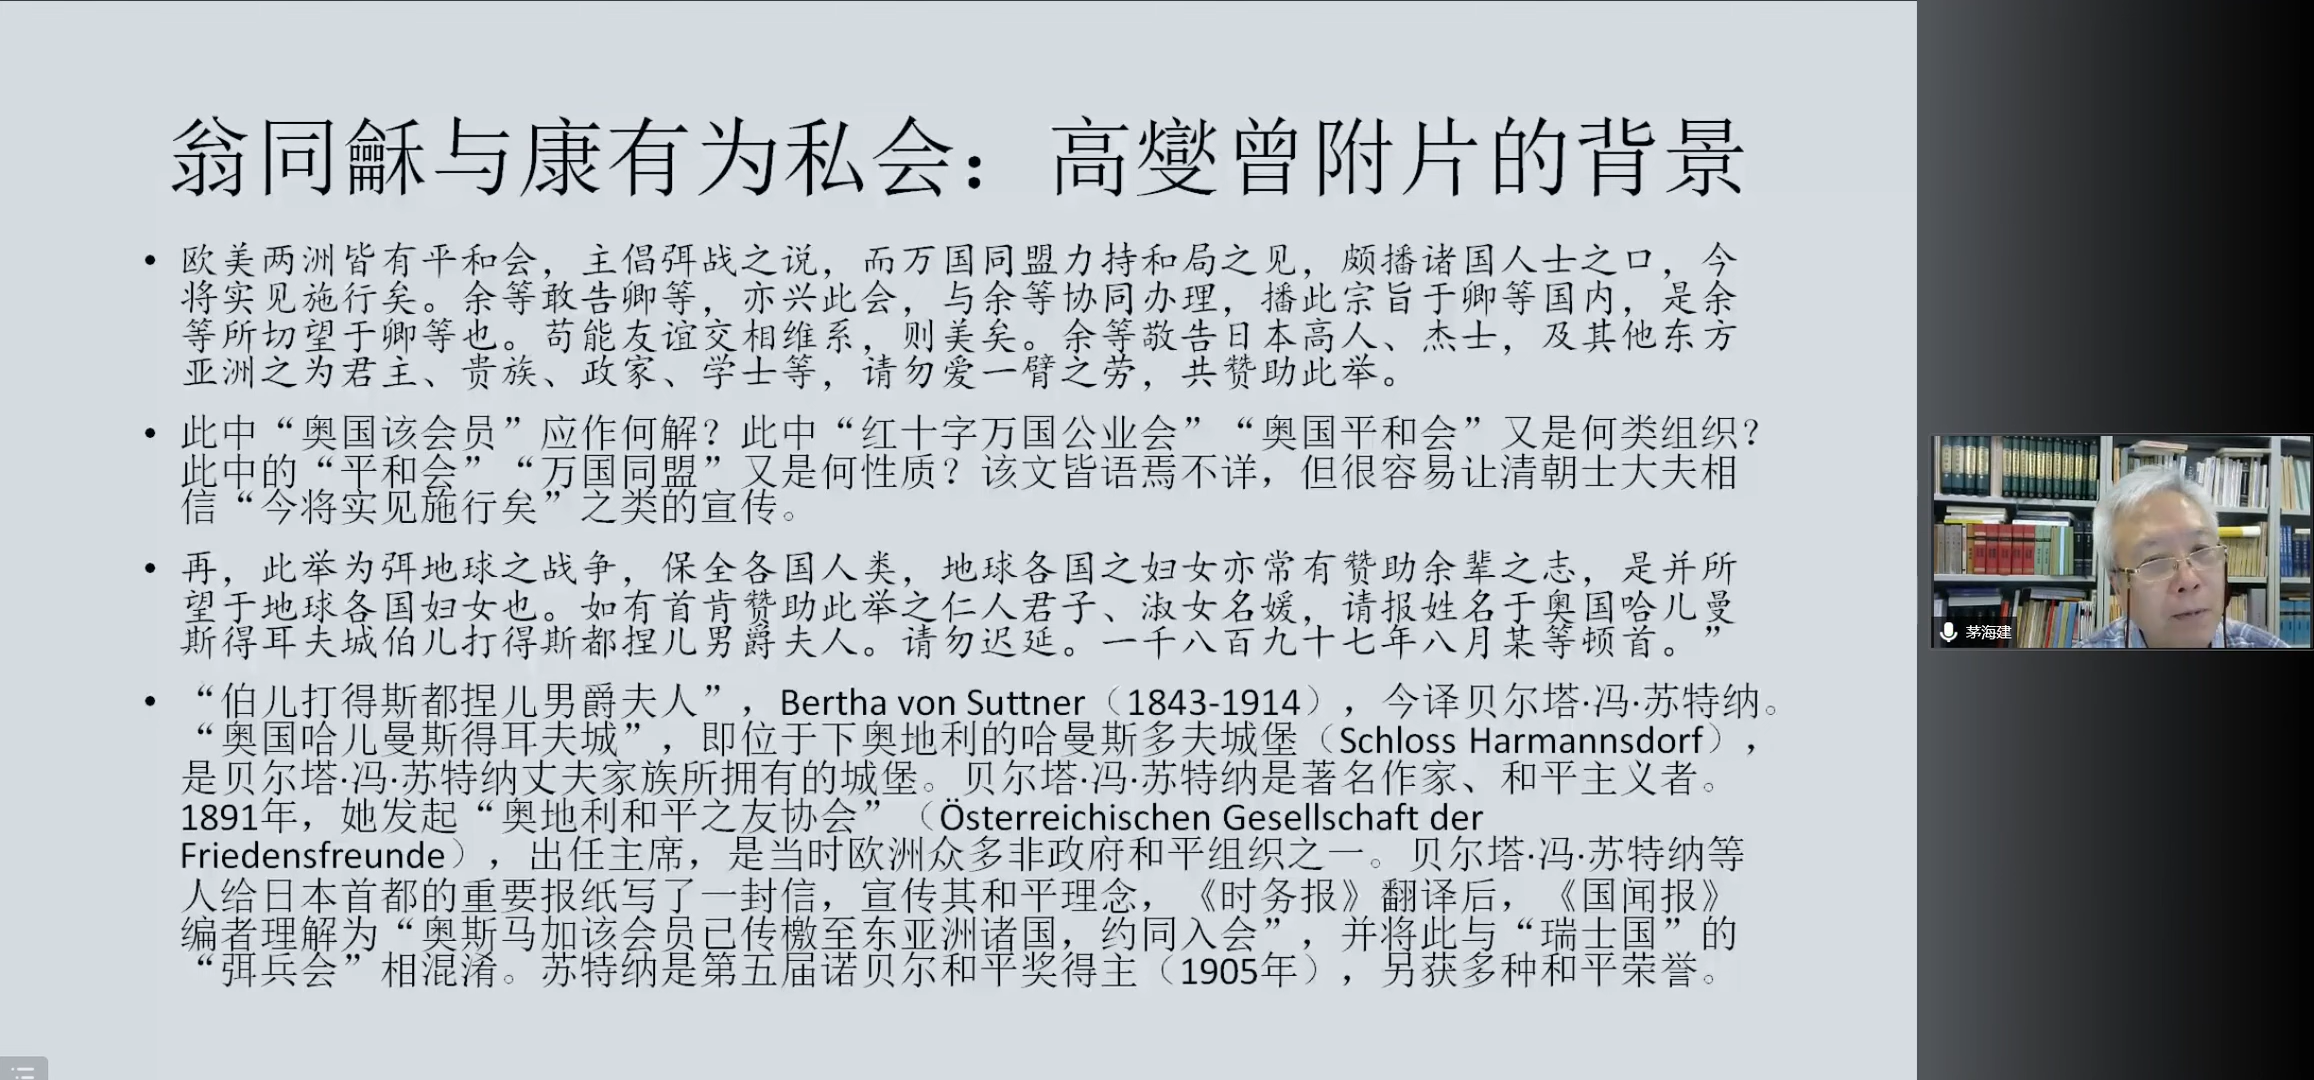 翁同龢与康有为私会：高燮曾附片的背景
• 欧美两洲皆有平和会，主倡弭战之说，而万国同盟力持和局之见，颇播诸国人士之口，今
将实见施行矣。余等敢告卿等，亦兴此会，与余等协同办理，播此宗旨于卿等国内，是余
等所切望于卿等也。苟能友谊交相维系，则美矣。余等敬告日本高人、杰士，及其他东方
亚洲之为君主、贵族、政家、学士等，请勿爱一臂之劳，共赞助此举。
• 此中“奥国该会员”应作何解？此中“红十字万国公业会”“奥国平和会”又是何类组织？
此中的“平和会”“万国同盟”又是何性质？该文皆语焉不详，但很容易让清朝士大夫相
信“今将实见施行矣”之类的宣传。
• 再，此举为弭地球之战争，保全各国人类，地球各国之妇女亦常有赞助余辈之志，是并所
望于地球各国妇女也。如有首肯赞助此举之仁人君子、淑女名媛，请报姓名于奥国哈儿曼
斯得耳夫城伯儿打得斯都捏儿男爵夫人。请勿迟延。一千八百九十七年八月某等顿首。”
• “伯儿打得斯都捏儿男爵夫人”，Bertha von Suttner（1843-1914），今译贝尔塔·冯·苏特纳。
“奥国哈儿曼斯得耳夫城”，即位于下奥地利的哈曼斯多夫城堡（Schloss Harmannsdorf），
是贝尔塔·冯·苏特纳丈夫家族所拥有的城堡。贝尔塔·冯·苏特纳是著名作家、和平主义者。
1891年，她发起“奥地利和平之友协会”（Österreichischen Gesellschaft der
Friedensfreunde），出任主席，是当时欧洲众多非政府和平组织之一。贝尔塔·冯·苏特纳等
人给日本首都的重要报纸写了一封信，宣传其和平理念，《时务报》翻译后，《国闻报》
编者理解为“奥斯马加该会员已传檄至东亚洲诸国，约同入会”，并将此与“瑞士国”的
“弭兵会”相混淆。苏特纳是第五届诺贝尔和平奖得主（1905年），另获多种和平荣誉。
茅海建